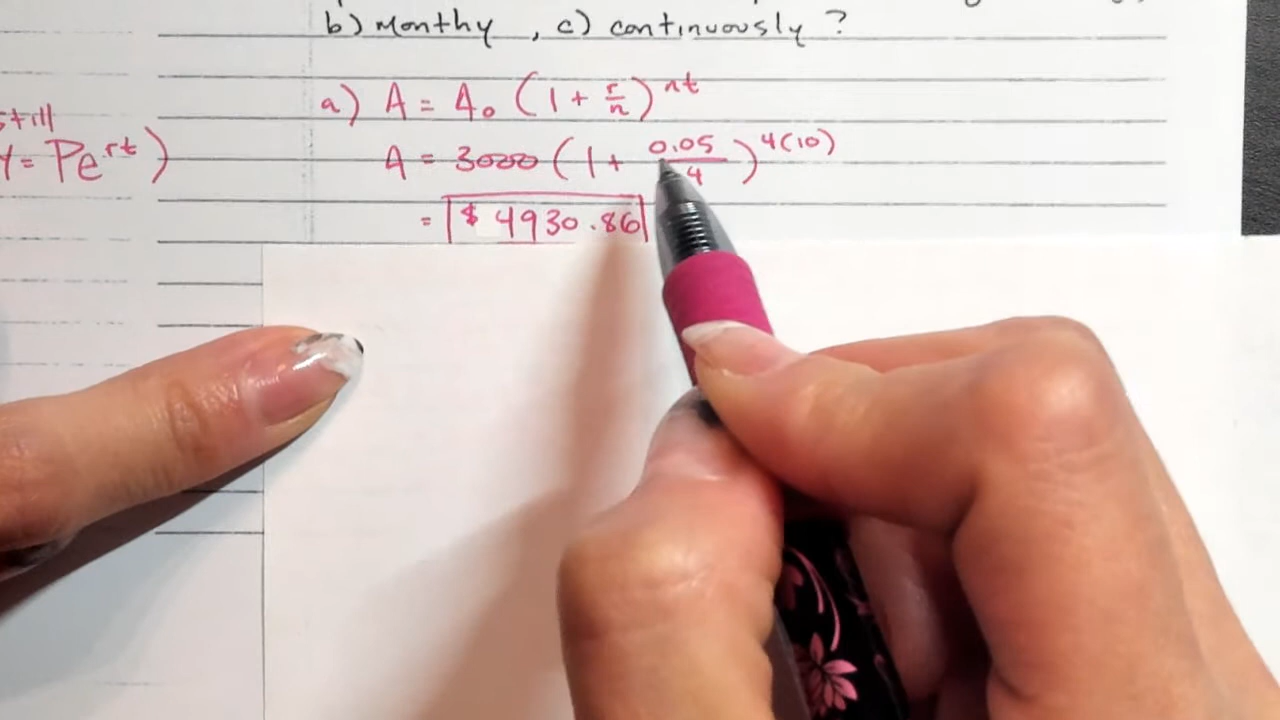 b) monthy , c) continuously ?
still
= Pe^rt )
a) A = A₀ (1 + r/n)^nt
A = 3000 (1 + 0.05/4)^4(10)
= $ 4930.86